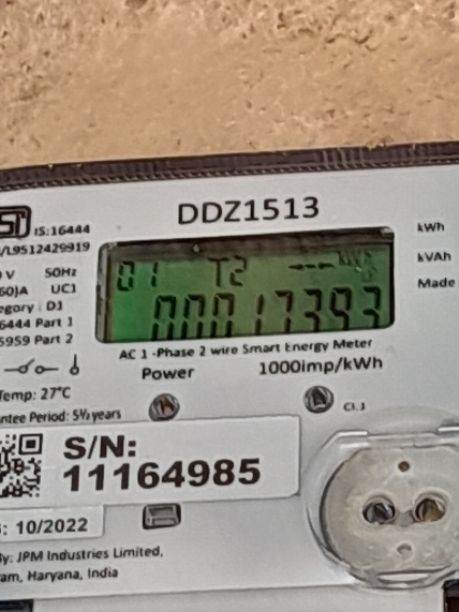 DDZ1513
IS:16444
/L9512429919
V 50Hz
60)A UC1
egory : D1
6444 Part 1
5959 Part 2
Temp: 27°C
ntee Period: 5½ years
01 T2 kWh
00017393
kWh
kVAh
Made
AC 1 -Phase 2 wire Smart Energy Meter
Power 1000imp/kWh
Cl.1
S/N:
11164985
: 10/2022
By: JPM Industries Limited,
am, Haryana, India